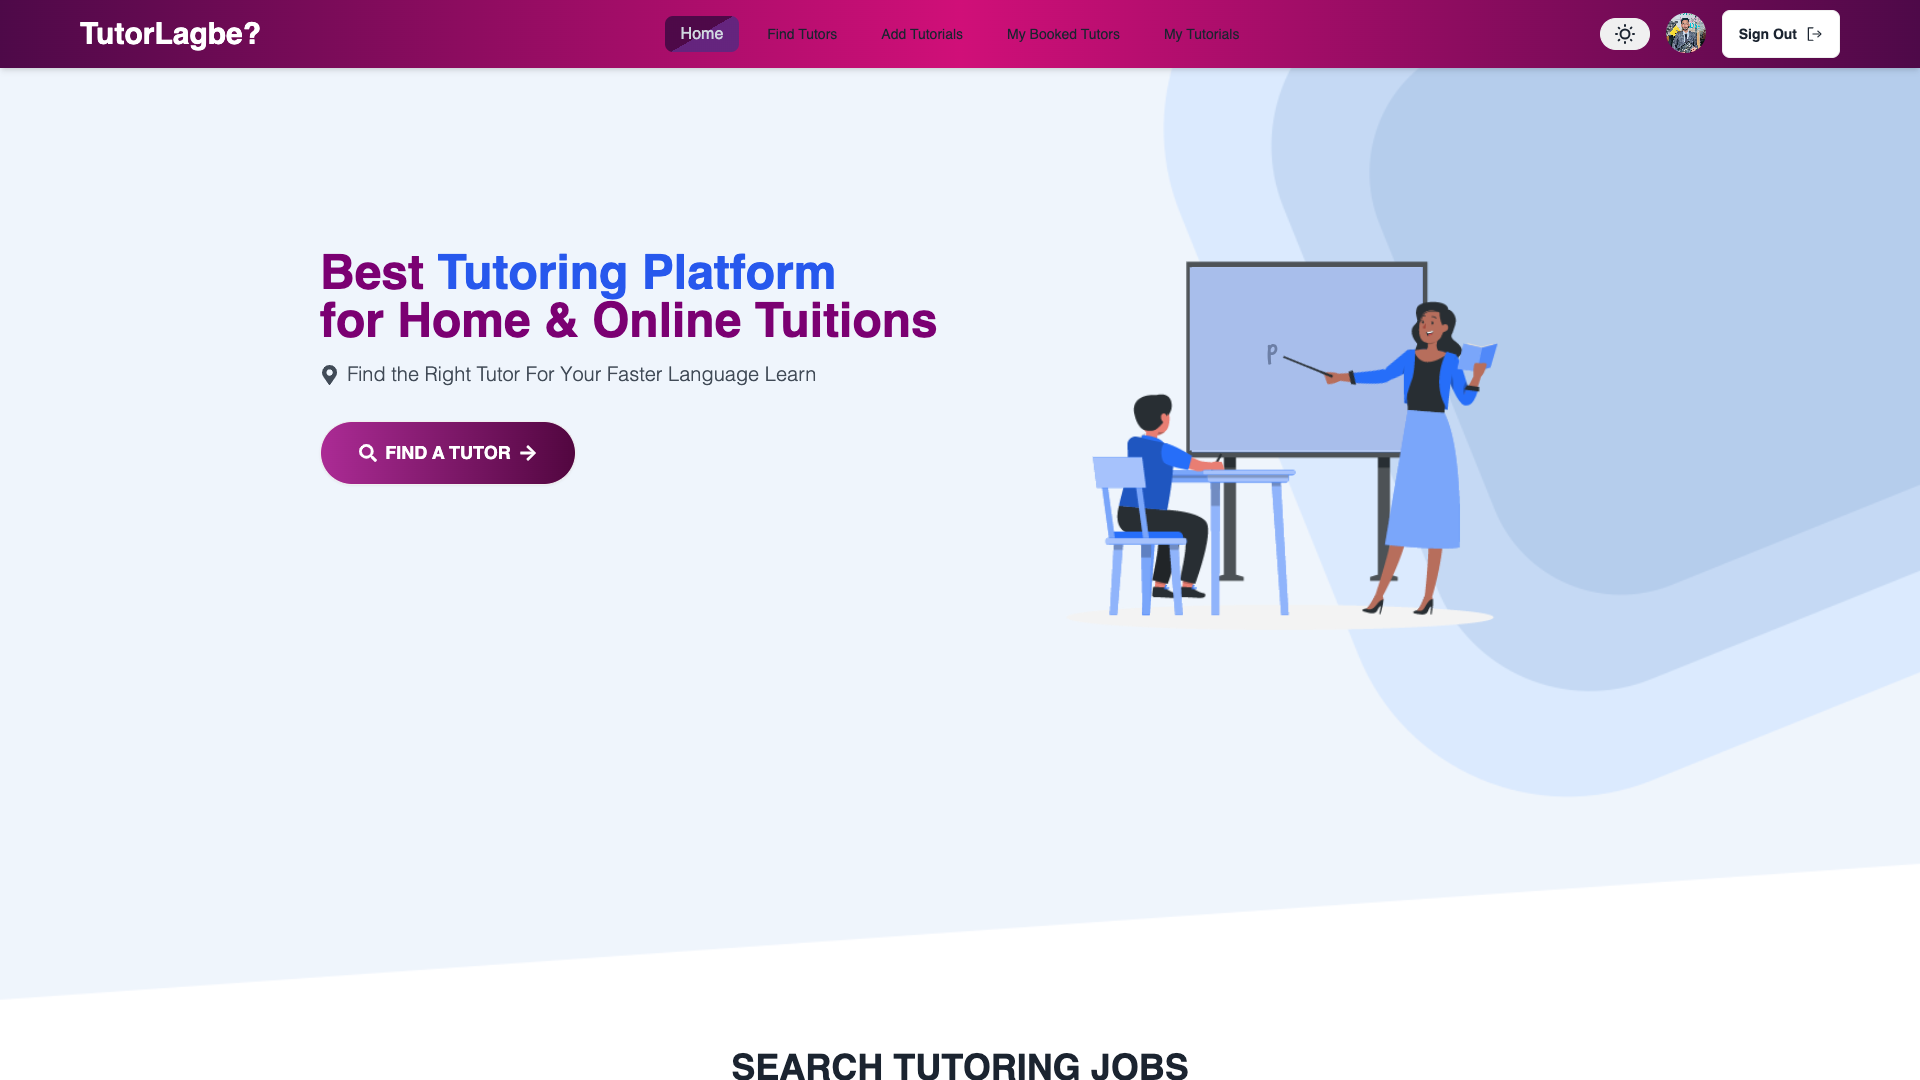 TutorLagbe?
Home
Find Tutors
Add Tutorials
My Booked Tutors
My Tutorials
Sign Out
Best Tutoring Platform
for Home & Online Tuitions
Find the Right Tutor For Your Faster Language Learn
FIND A TUTOR
P
SEARCH TUTORING JOBS